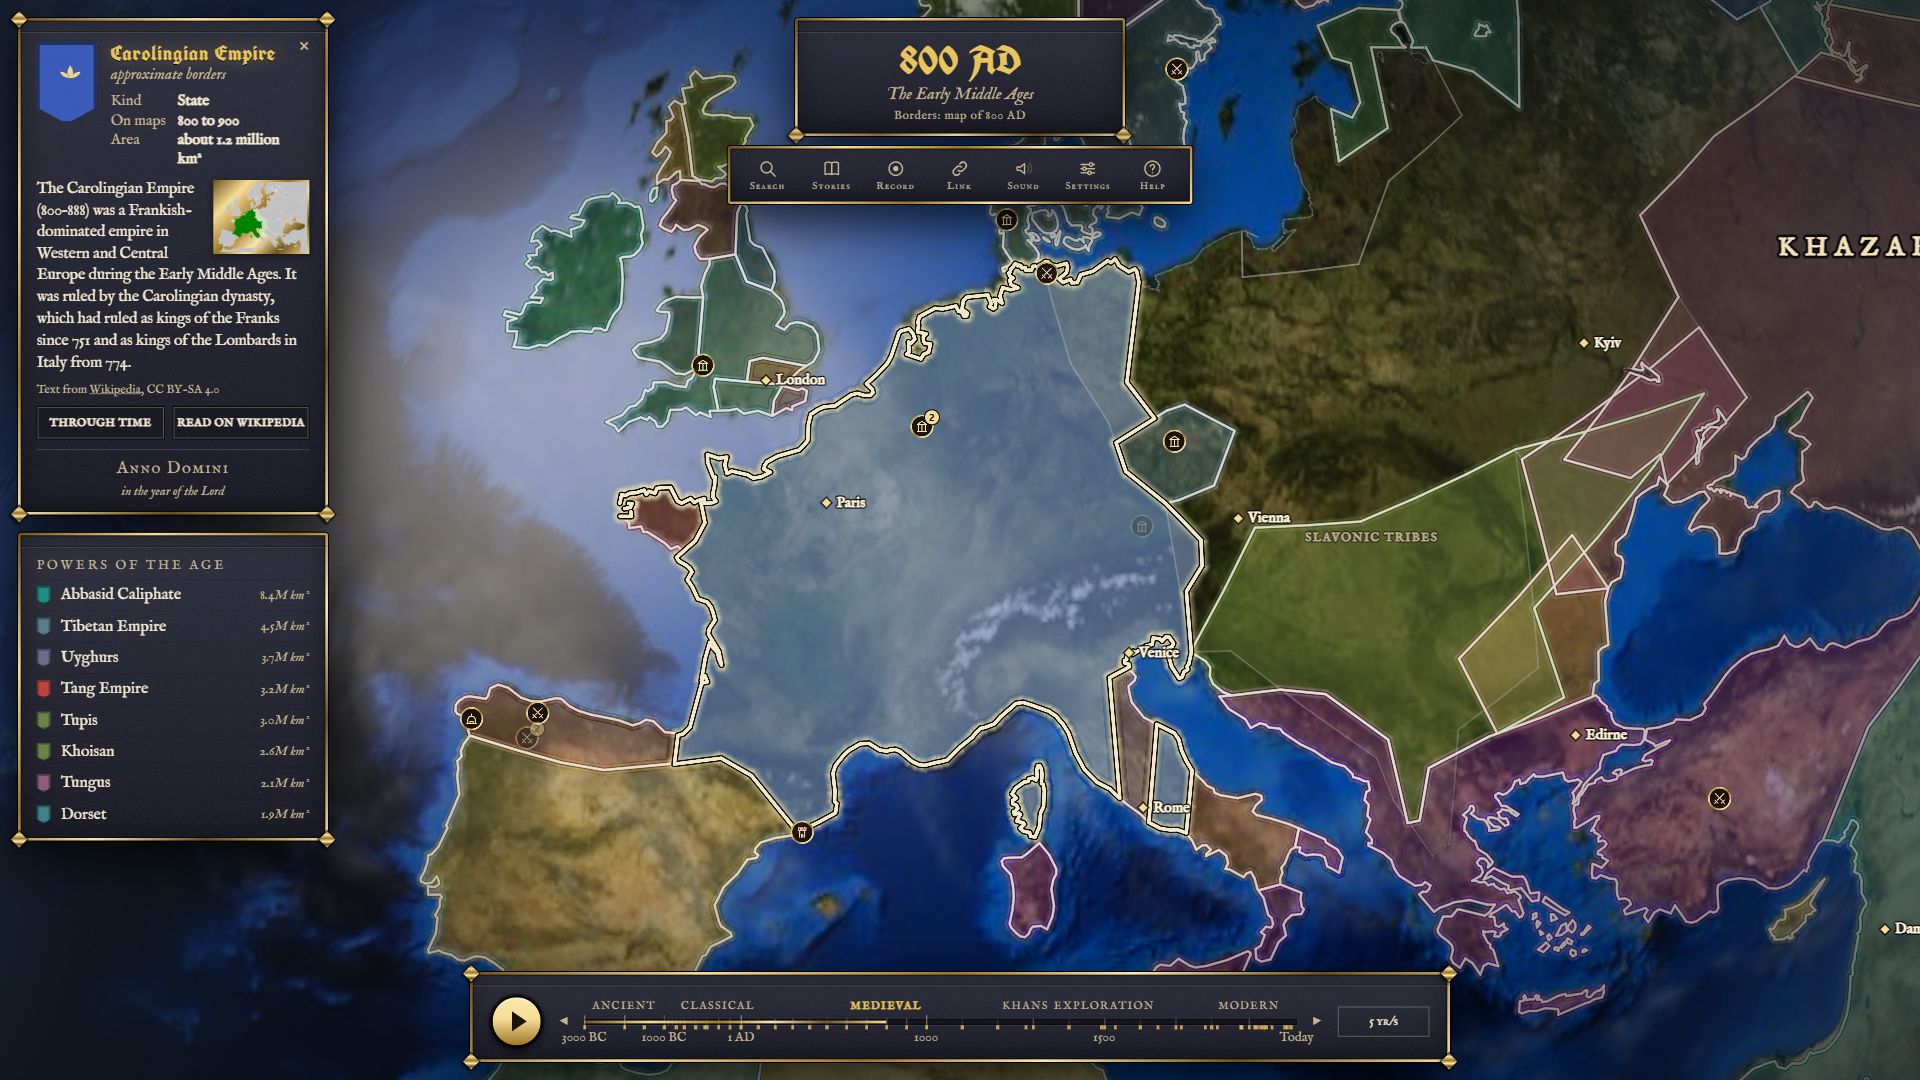 Carolingian Empire
approximate borders
Kind State
On maps 800 to 900
Area about 1.2 million
km²
The Carolingian Empire
(800–888) was a Frankish-
dominated empire in
Western and Central
Europe during the Early Middle Ages. It
was ruled by the Carolingian dynasty,
which had ruled as kings of the Franks
since 751 and as kings of the Lombards in
Italy from 774.
Text from Wikipedia, CC BY-SA 4.0
THROUGH TIME
READ ON WIKIPEDIA
Anno Domini
in the year of the Lord
POWERS OF THE AGE
Abbasid Caliphate 8.4M km²
Tibetan Empire 4.5M km²
Uyghurs 3.7M km²
Tang Empire 3.2M km²
Tupis 3.0M km²
Khoisan 2.6M km²
Tungus 2.1M km²
Dorset 1.9M km²
800 AD
The Early Middle Ages
Borders: map of 800 AD
Search
Stories
Record
Link
Sound
Settings
Help
KHAZAR
Kyiv
London
2
Paris
Vienna
SLAVONIC TRIBES
Venice
2
Edirne
Rome
Dam
ANCIENT CLASSICAL MEDIEVAL KHANS EXPLORATION MODERN
3000 BC 1000 BC 1 AD 1000 1500 Today
5 YR/S